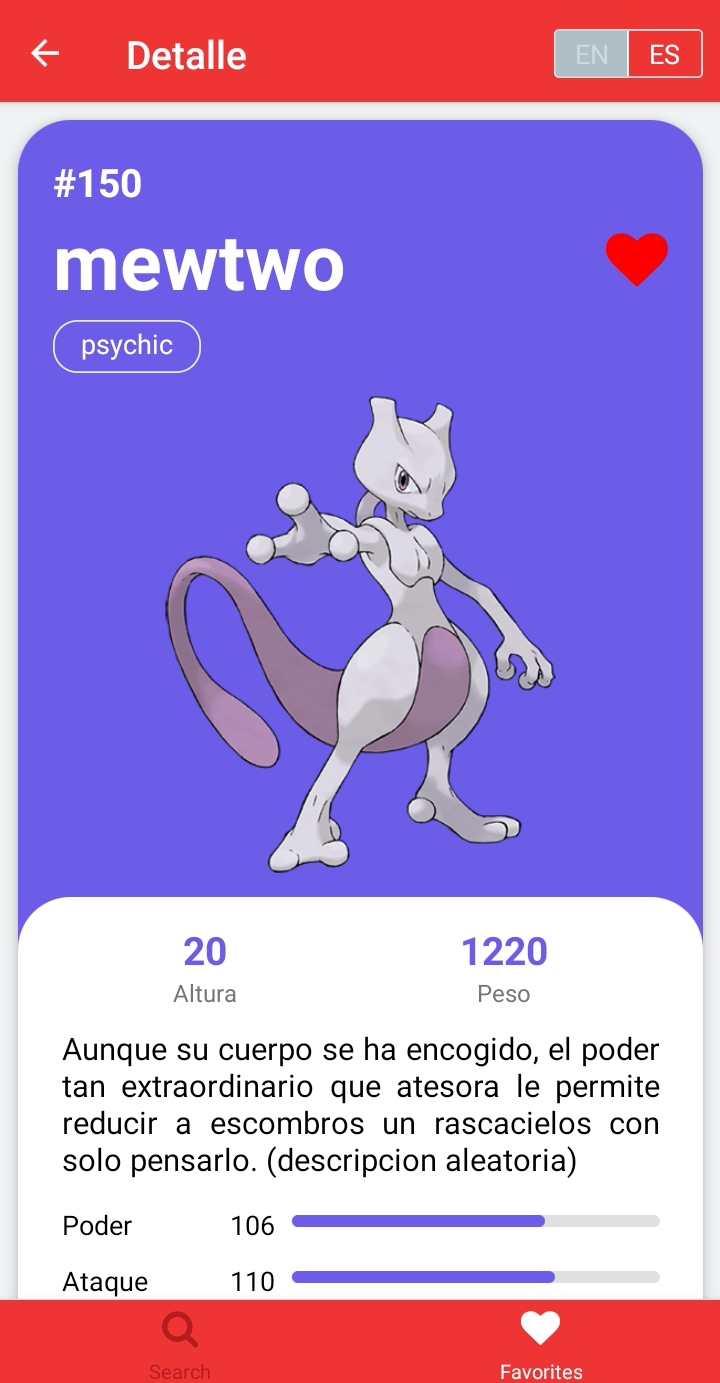 Detalle
EN
ES
#150
mewtwo
psychic
20
1220
Altura
Peso
Aunque su cuerpo se ha encogido, el poder
tan extraordinario que atesora le permite
reducir a escombros un rascacielos con
solo pensarlo. (descripcion aleatoria)
Poder 106
Ataque 110
Search
Favorites